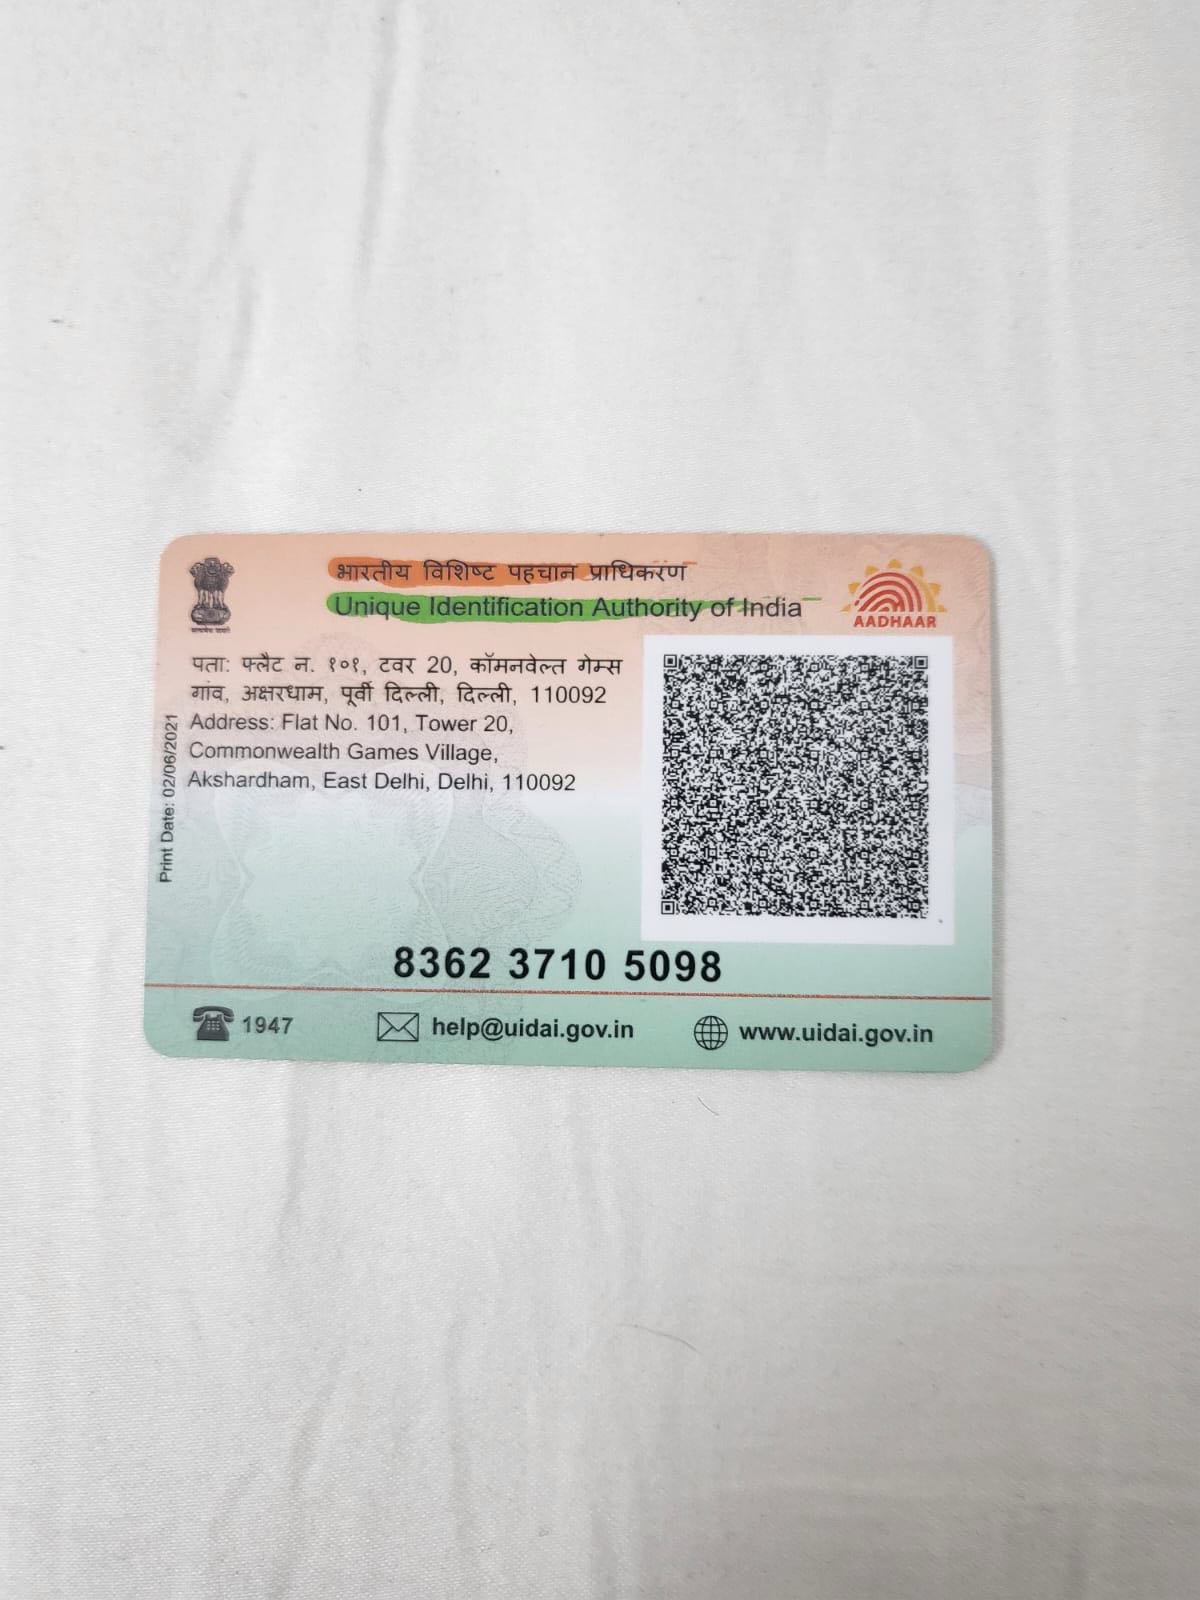 भारतीय विशिष्ट पहचान प्राधिकरण
Unique Identification Authority of India
AADHAAR
पता: फ्लैट न. १०१, टवर 20, कॉमनवेल्त गेम्स
गांव, अक्षरधाम, पूर्वी दिल्ली, दिल्ली, 110092
Address: Flat No. 101, Tower 20,
Commonwealth Games Village,
Akshardham, East Delhi, Delhi, 110092
Print Date: 02/06/2021
8362 3710 5098
1947
help@uidai.gov.in
www.uidai.gov.in